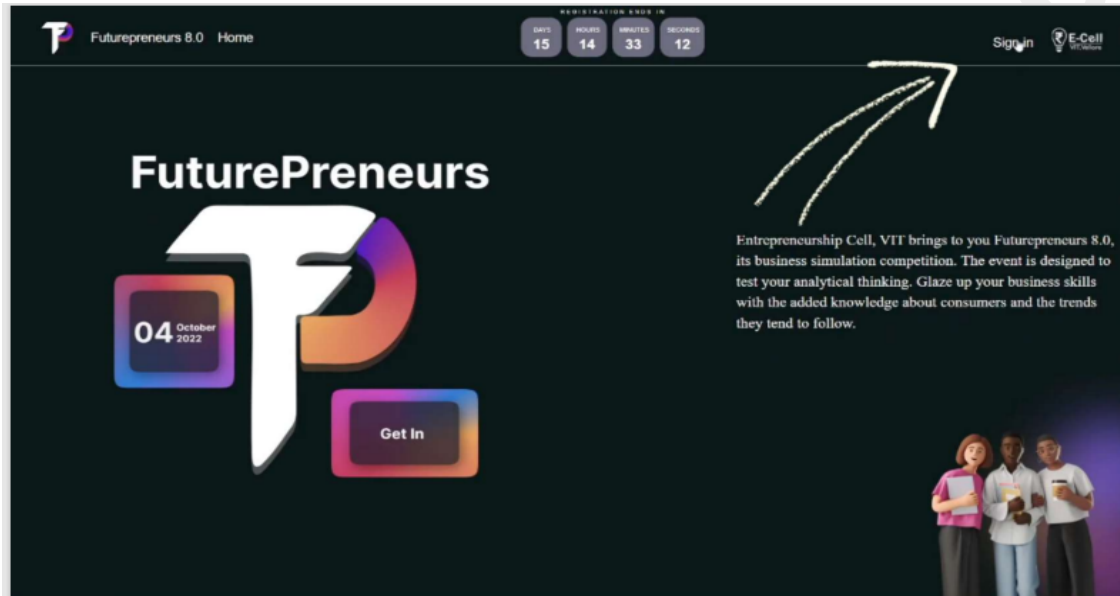 REGISTRATION ENDS IN
Futurepreneurs 8.0 Home
DAYS HOURS MINUTES SECONDS
15 14 33 12
Sign in
E-Cell
VIT, Vellore
FuturePreneurs
04 October
2022
Get In
Entrepreneurship Cell, VIT brings to you Futurepreneurs 8.0,
its business simulation competition. The event is designed to
test your analytical thinking. Glaze up your business skills
with the added knowledge about consumers and the trends
they tend to follow.